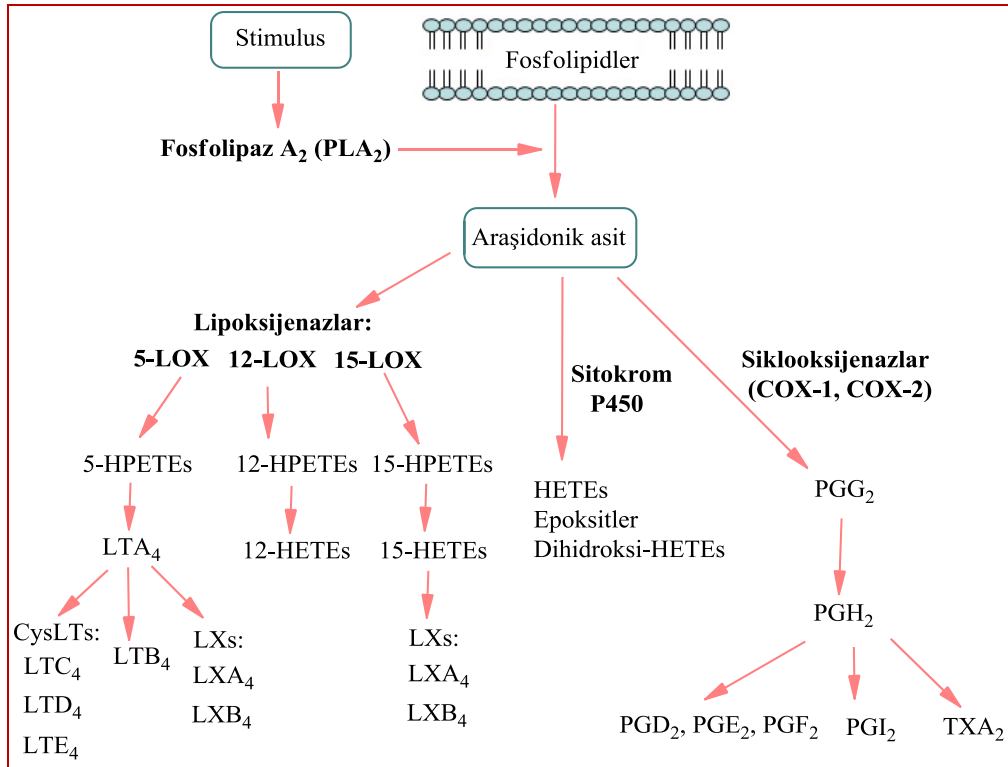 Stimulus
Fosfolipidler
Fosfolipaz A₂ (PLA₂)
Araşidonik asit
Lipoksijenazlar:
5-LOX 12-LOX 15-LOX
Sitokrom
P450
Siklooksijenazlar
(COX-1, COX-2)
5-HPETEs 12-HPETEs 15-HPETEs
HETEs
Epoksitler
Dihidroksi-HETEs
PGG₂
LTA₄ 12-HETEs 15-HETEs
PGH₂
CysLTs:
LTC₄
LTD₄
LTE₄
LTB₄
LXs:
LXA₄
LXB₄
LXs:
LXA₄
LXB₄
PGD₂, PGE₂, PGF₂ PGI₂ TXA₂